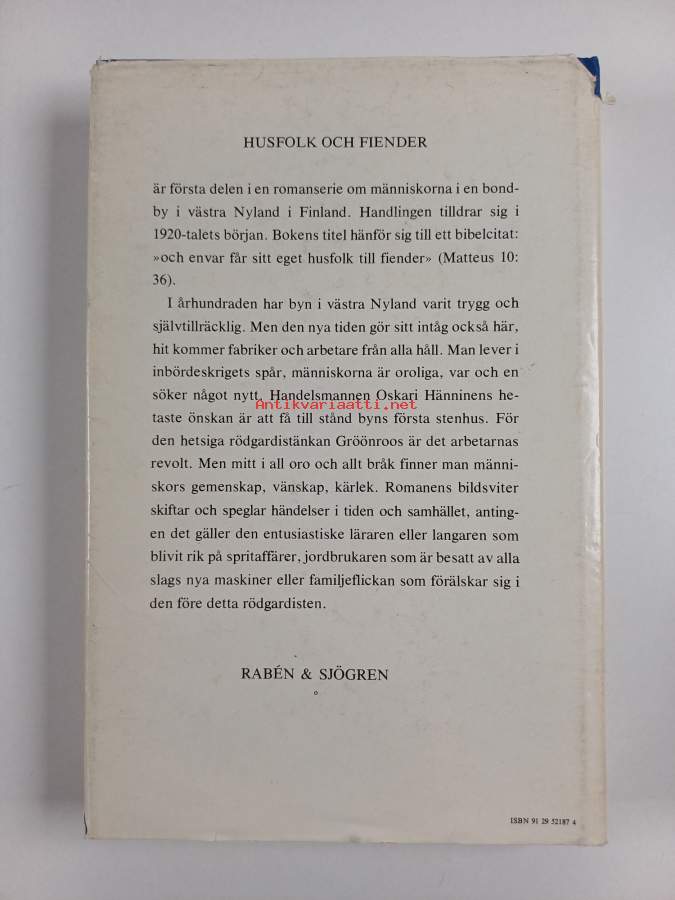 HUSFOLK OCH FIENDER
är första delen i en romanserie om människorna i en bond-
by i västra Nyland i Finland. Handlingen tilldrar sig i
1920-talets början. Bokens titel hänför sig till ett bibelcitat:
»och envar får sitt eget husfolk till fiender» (Matteus 10:
36).
I århundraden har byn i västra Nyland varit trygg och
självtillräcklig. Men den nya tiden gör sitt intåg också här,
hit kommer fabriker och arbetare från alla håll. Man lever i
inbördeskrigets spår, människorna är oroliga, var och en
söker något nytt. Handelsmannen Oskari Hänninens he-
Antikvariaatti.net
taste önskan är att få till stånd byns första stenhus. För
den hetsiga rödgardistänkan Gröönroos är det arbetarnas
revolt. Men mitt i all oro och allt bråk finner man männi-
skors gemenskap, vänskap, kärlek. Romanens bildsviter
skiftar och speglar händelser i tiden och samhället, anting-
en det gäller den entusiastiske läraren eller langaren som
blivit rik på spritaffärer, jordbrukaren som är besatt av alla
slags nya maskiner eller familjeflickan som förälskar sig i
den före detta rödgardisten.
RABÉN & SJÖGREN
ISBN 91 29 52187 4